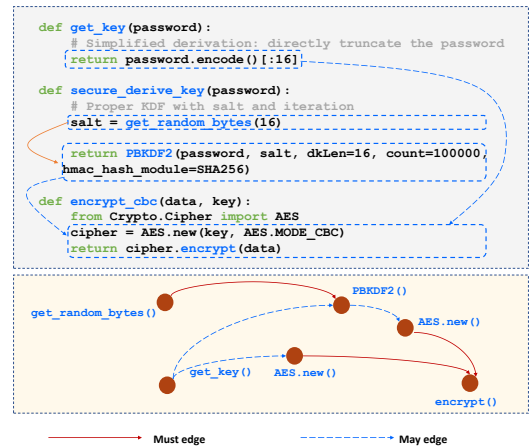 def get_key(password):
# Simplified derivation: directly truncate the password
return password.encode()[:16]
def secure_derive_key(password):
# Proper KDF with salt and iteration
salt = get_random_bytes(16)
return PBKDF2(password, salt, dkLen=16, count=100000,
hmac_hash_module=SHA256)
def encrypt_cbc(data, key):
from Crypto.Cipher import AES
cipher = AES.new(key, AES.MODE_CBC)
return cipher.encrypt(data)
PBKDF2()
get_random_bytes()
AES.new()
get_key()
AES.new()
encrypt()
Must edge
May edge